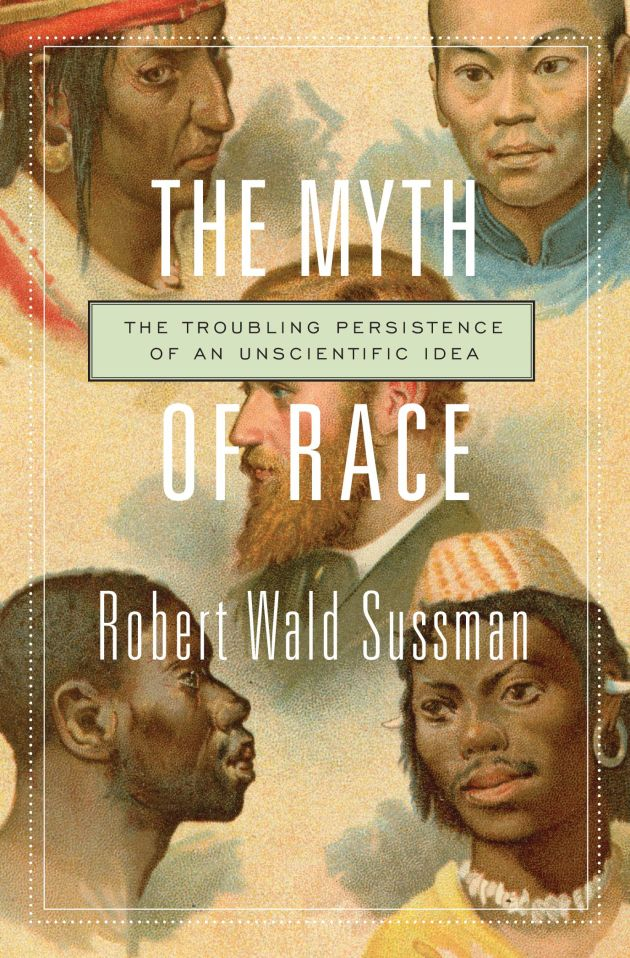 THE MYTH
THE TROUBLING PERSISTENCE
OF AN UNSCIENTIFIC IDEA
OF RACE
Robert Wald Sussman